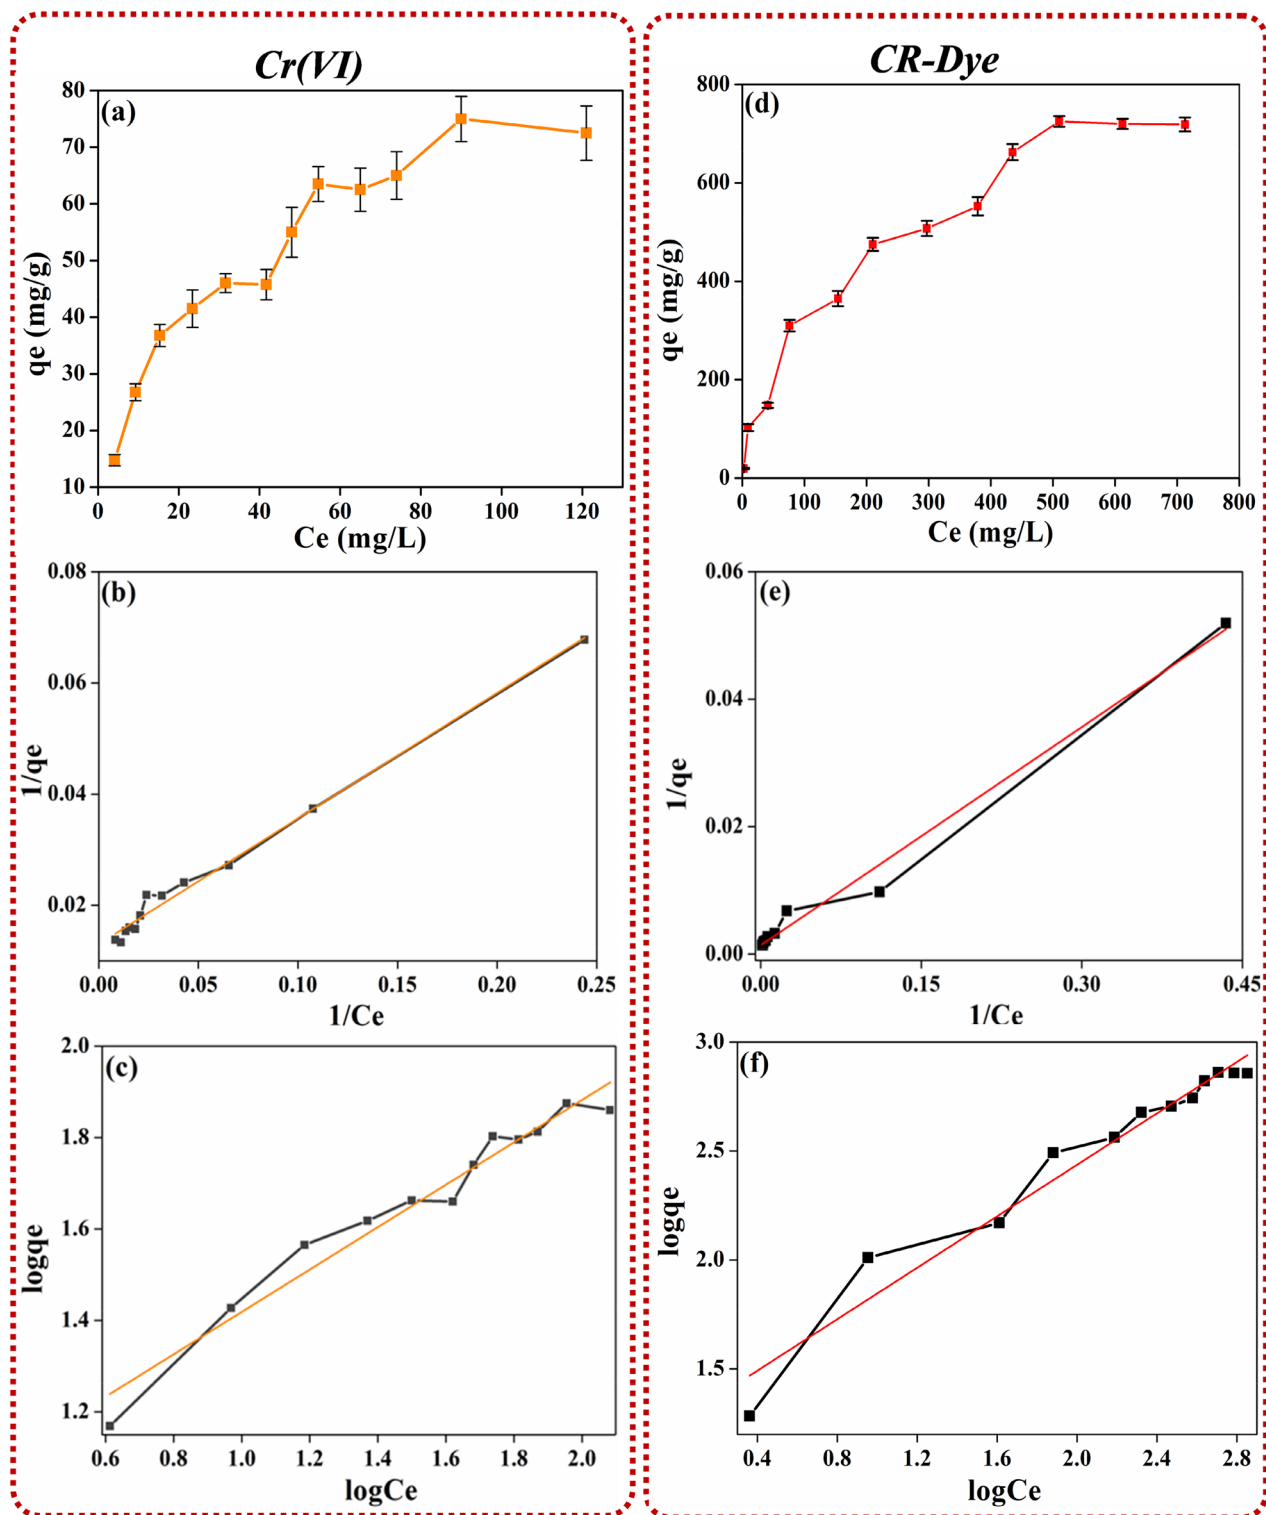 Cr(VI)
(a)
80
70
60
50
40
30
20
10
qe (mg/g)
0 20 40 60 80 100 120
Ce (mg/L)
(b)
0.08
0.06
0.04
0.02
1/qe
0.00 0.05 0.10 0.15 0.20 0.25
1/Ce
(c)
2.0
1.8
1.6
1.4
1.2
logqe
0.6 0.8 1.0 1.2 1.4 1.6 1.8 2.0
logCe
CR-Dye
(d)
800
600
400
200
0
qe (mg/g)
0 100 200 300 400 500 600 700 800
Ce (mg/L)
(e)
0.06
0.04
0.02
0.00
1/qe
0.00 0.15 0.30 0.45
1/Ce
(f)
3.0
2.5
2.0
1.5
logqe
0.4 0.8 1.2 1.6 2.0 2.4 2.8
logCe